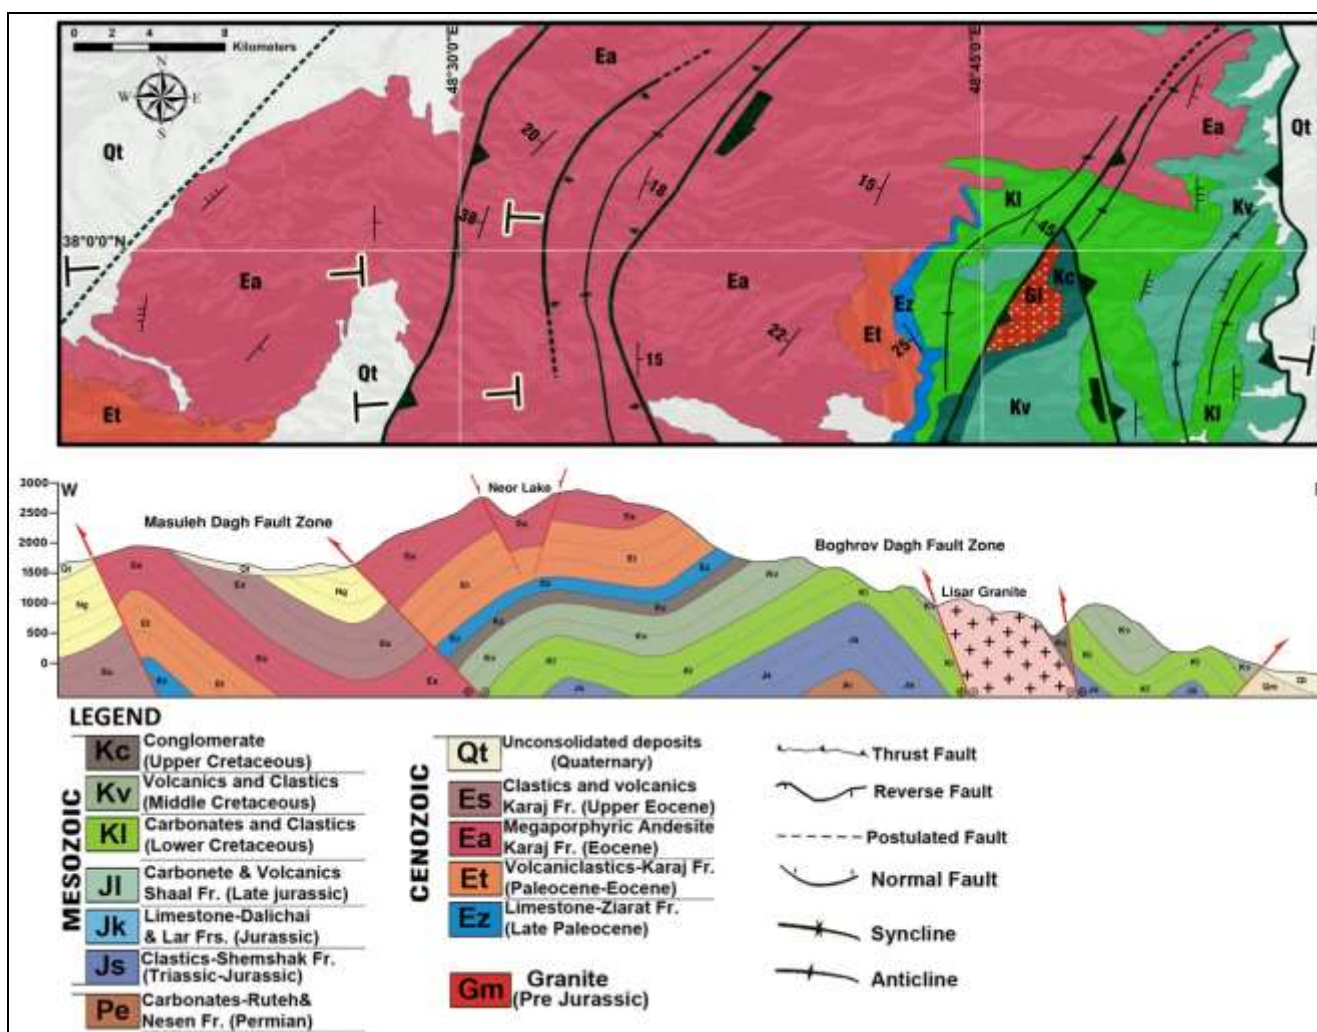 0 2 4 8
Kilometers
N
W E
S
48°30'0"E
48°45'0"E
38°0'0"N
Qt
Ea
Ea
Qt
Ea
20
18
15
38
Kl
45
Kv
Ea
Ea
Ez
Gl
Kc
Et
25
22
15
Qt
Et
Kv
Kl
3000
2500
2000
1500
1000
500
0
W
Neor Lake
Masuleh Dagh Fault Zone
Boghrov Dagh Fault Zone
Lisar Granite
Qt
Ng
Ng
Gm
LEGEND
MESOZOIC
Kc Conglomerate
(Upper Cretaceous)
Kv Volcanics and Clastics
(Middle Cretaceous)
Kl Carbonates and Clastics
(Lower Cretaceous)
Jl Carbonete & Volcanics
Shaal Fr. (Late jurassic)
Jk Limestone-Dalichai
& Lar Frs. (Jurassic)
Js Clastics-Shemshak Fr.
(Triassic-Jurassic)
Pe Carbonates-Ruteh&
Nesen Fr. (Permian)
CENOZOIC
Qt Unconsolidated deposits
(Quaternary)
Es Clastics and volcanics
Karaj Fr. (Upper Eocene)
Ea Megaporphyric Andesite
Karaj Fr. (Eocene)
Et Volcaniclastics-Karaj Fr.
(Paleocene-Eocene)
Ez Limestone-Ziarat Fr.
(Late Paleocene)
Gm Granite
(Pre Jurassic)
Thrust Fault
Reverse Fault
Postulated Fault
Normal Fault
Syncline
Anticline